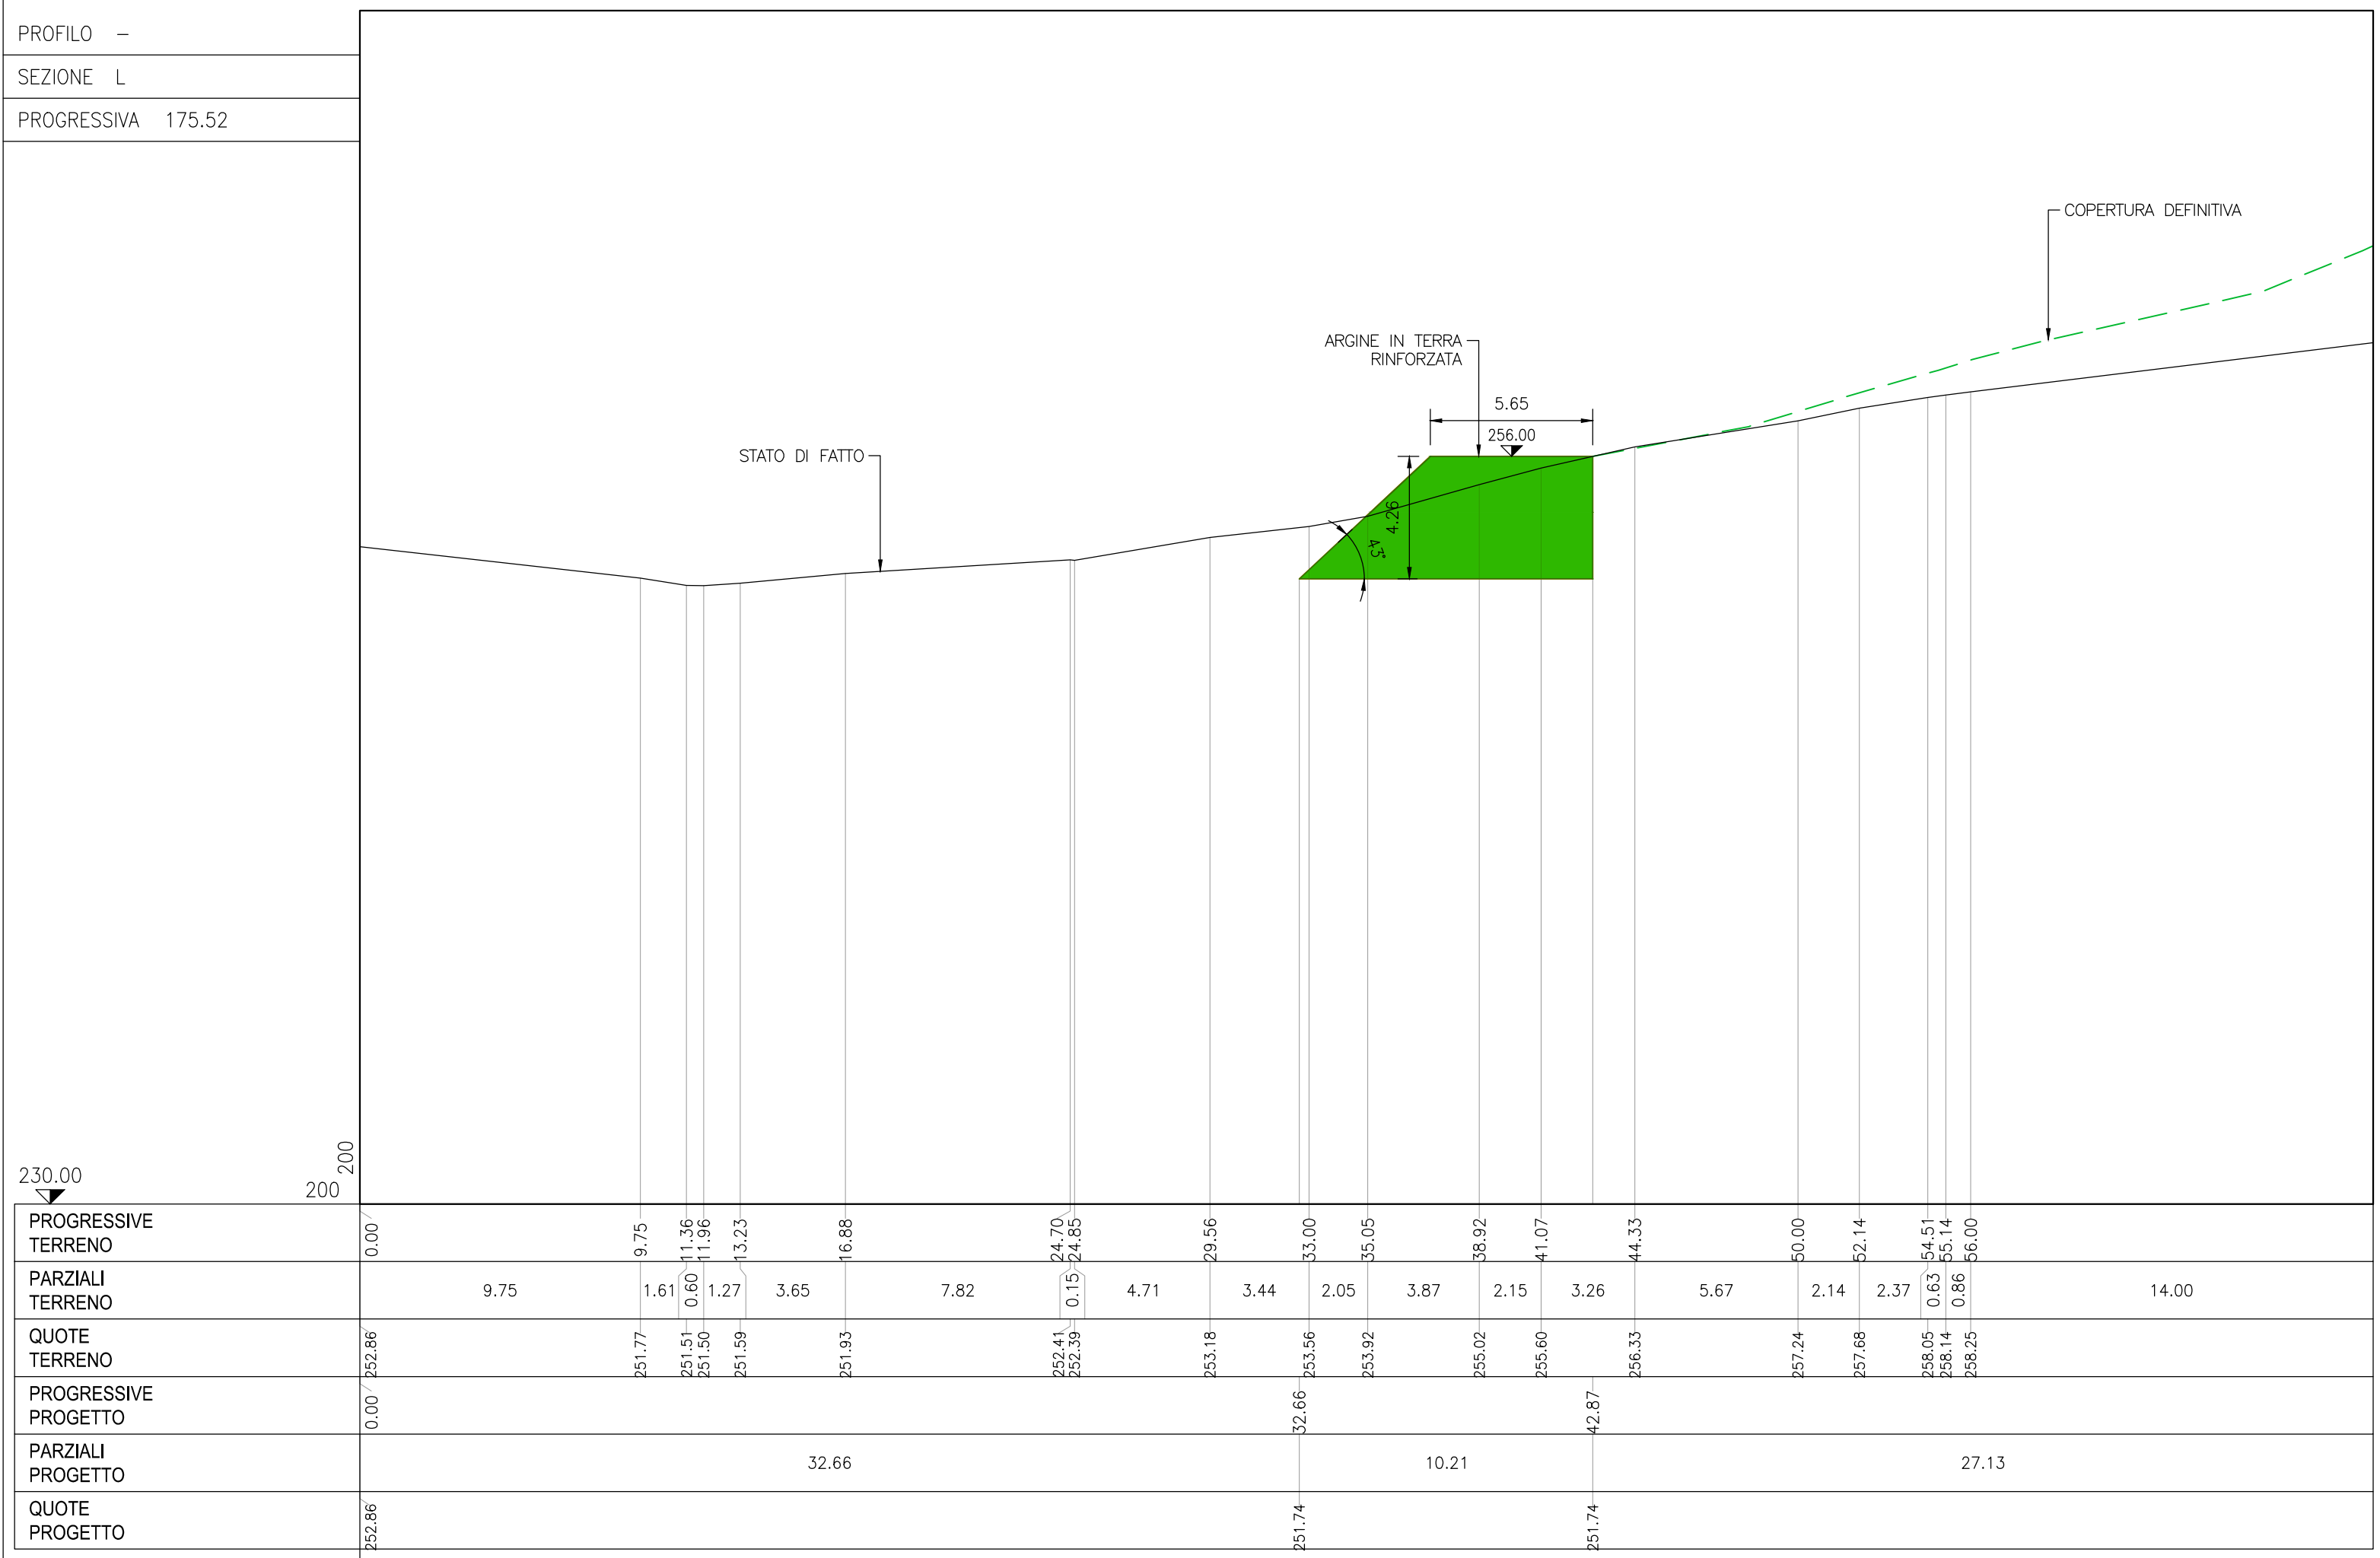 PROFILO –
SEZIONE L
PROGRESSIVA 175.52
COPERTURA DEFINITIVA
ARGINE IN TERRA
RINFORZATA
5.65
256.00
STATO DI FATTO
4.26
43°
200
230.00
200
PROGRESSIVE
TERRENO
0.00 9.75 11.36 11.96 13.23 16.88 24.70 24.85 29.56 33.00 35.05 38.92 41.07 44.33 50.00 52.14 54.51 55.14 56.00
PARZIALI
TERRENO
9.75 1.61 0.60 1.27 3.65 7.82 0.15 4.71 3.44 2.05 3.87 2.15 3.26 5.67 2.14 2.37 0.63 0.86 14.00
QUOTE
TERRENO
252.86 251.77 251.51 251.50 251.59 251.93 252.41 252.39 253.18 253.56 253.92 255.02 255.60 256.33 257.24 257.68 258.05 258.14 258.25
PROGRESSIVE
PROGETTO
0.00 32.66 42.87
PARZIALI
PROGETTO
32.66 10.21 27.13
QUOTE
PROGETTO
252.86 251.74 251.74